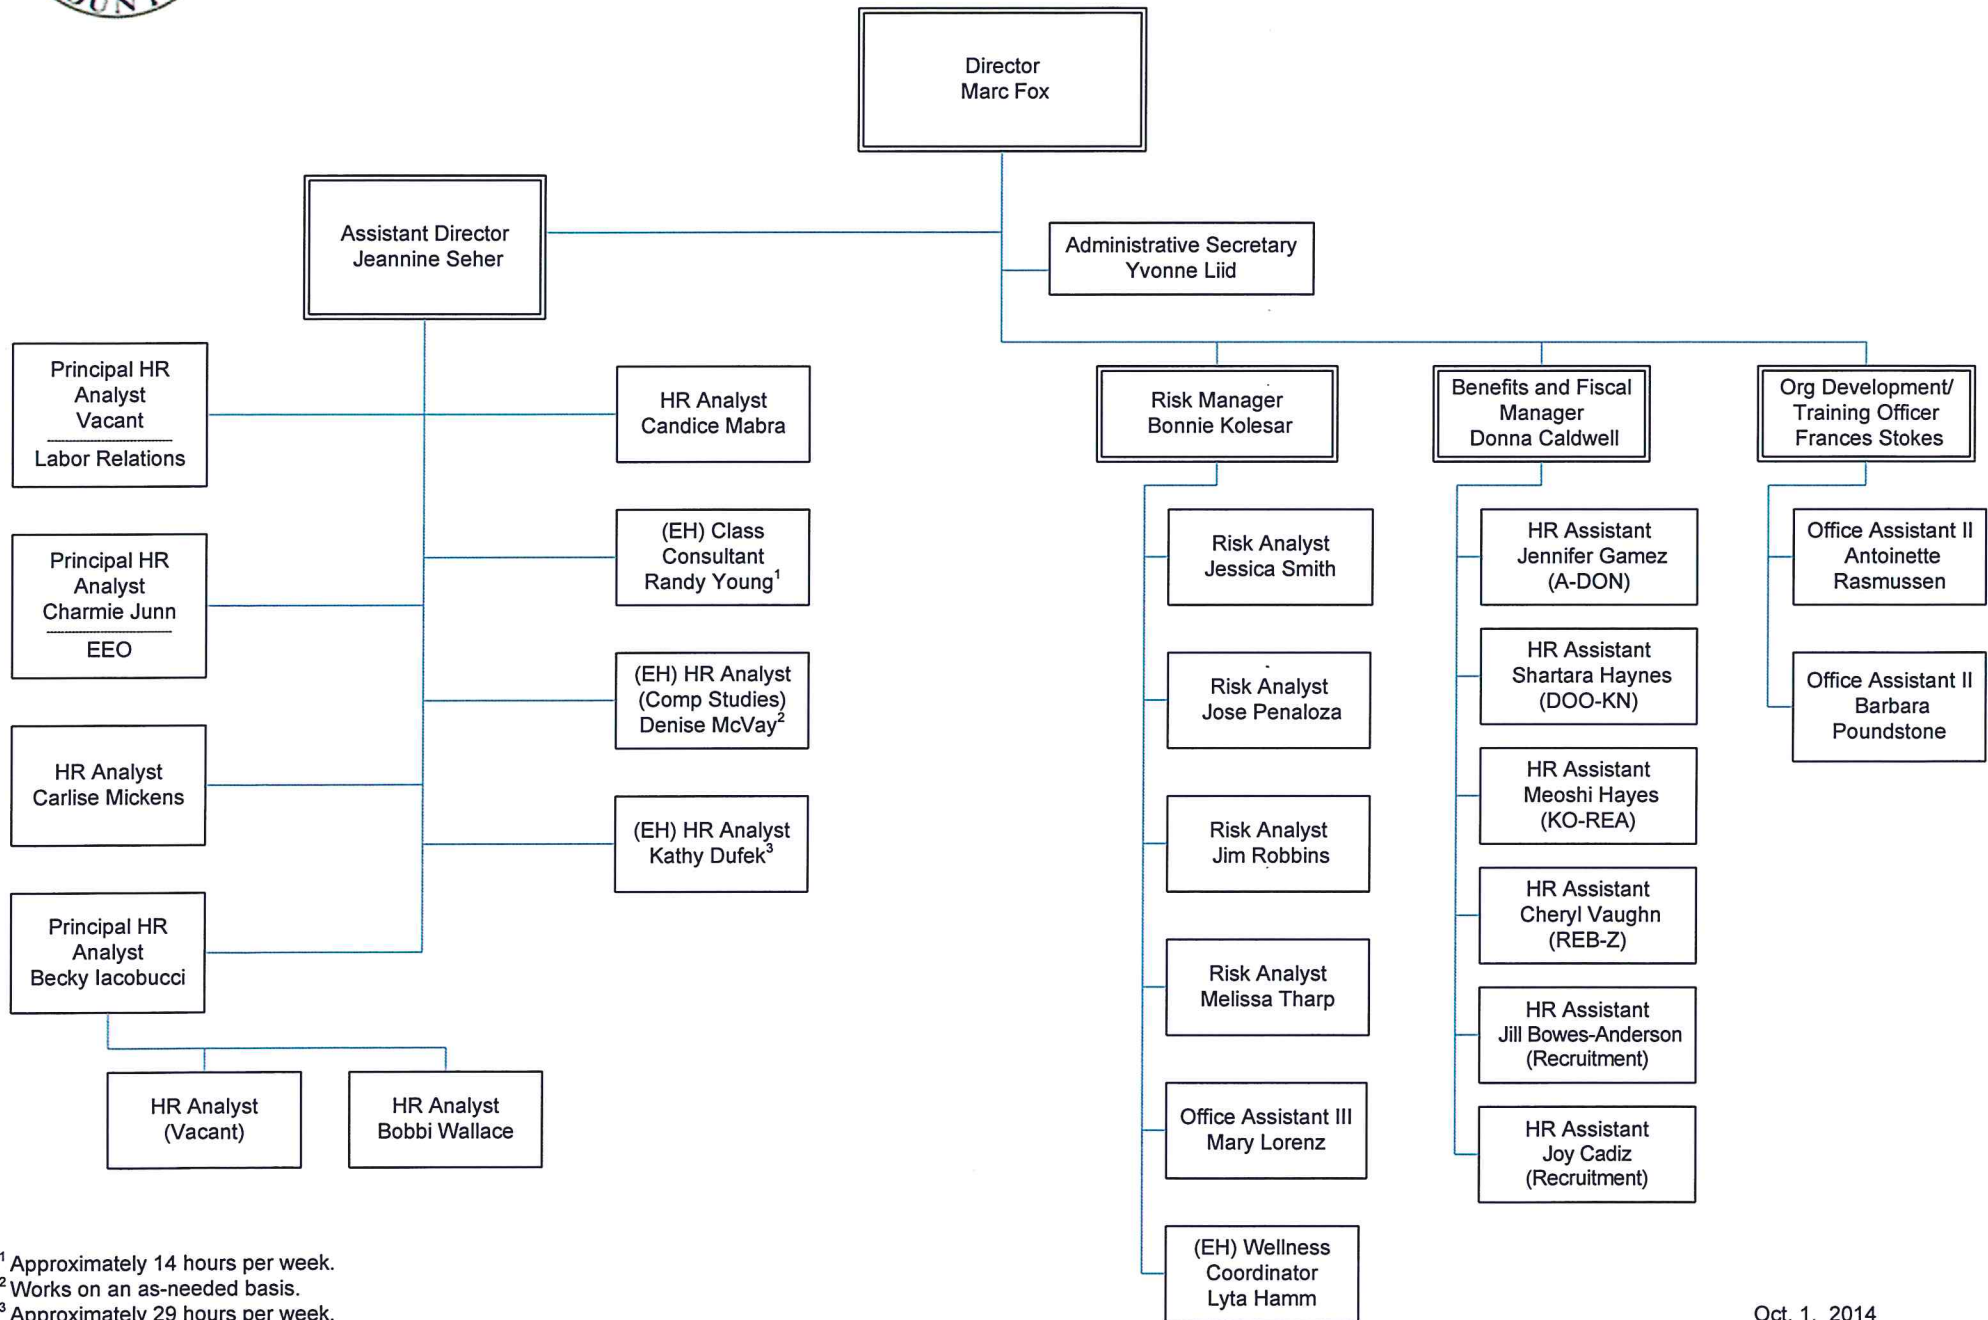 OUN
Director
Marc Fox
Assistant Director
Jeannine Seher
Administrative Secretary
Yvonne Liid
Principal HR
Analyst
Vacant
Labor Relations
HR Analyst
Candice Mabra
Risk Manager
Bonnie Kolesar
Benefits and Fiscal
Manager
Donna Caldwell
Org Development/
Training Officer
Frances Stokes
Principal HR
Analyst
Charmie Junn
EEO
(EH) Class
Consultant
Randy Young¹
(EH) HR Analyst
(Comp Studies)
Denise McVay²
HR Analyst
Carlise Mickens
(EH) HR Analyst
Kathy Dufek³
Principal HR
Analyst
Becky Iacobucci
HR Analyst
(Vacant)
HR Analyst
Bobbi Wallace
Risk Analyst
Jessica Smith
Risk Analyst
Jose Penaloza
Risk Analyst
Jim Robbins
Risk Analyst
Melissa Tharp
Office Assistant III
Mary Lorenz
(EH) Wellness
Coordinator
Lyta Hamm
HR Assistant
Jennifer Gamez
(A-DON)
HR Assistant
Shartara Haynes
(DOO-KN)
HR Assistant
Meoshi Hayes
(KO-REA)
HR Assistant
Cheryl Vaughn
(REB-Z)
HR Assistant
Jill Bowes-Anderson
(Recruitment)
HR Assistant
Joy Cadiz
(Recruitment)
Office Assistant II
Antoinette
Rasmussen
Office Assistant II
Barbara
Poundstone
¹ Approximately 14 hours per week.
² Works on an as-needed basis.
³ Approximately 29 hours per week.
Oct. 1, 2014